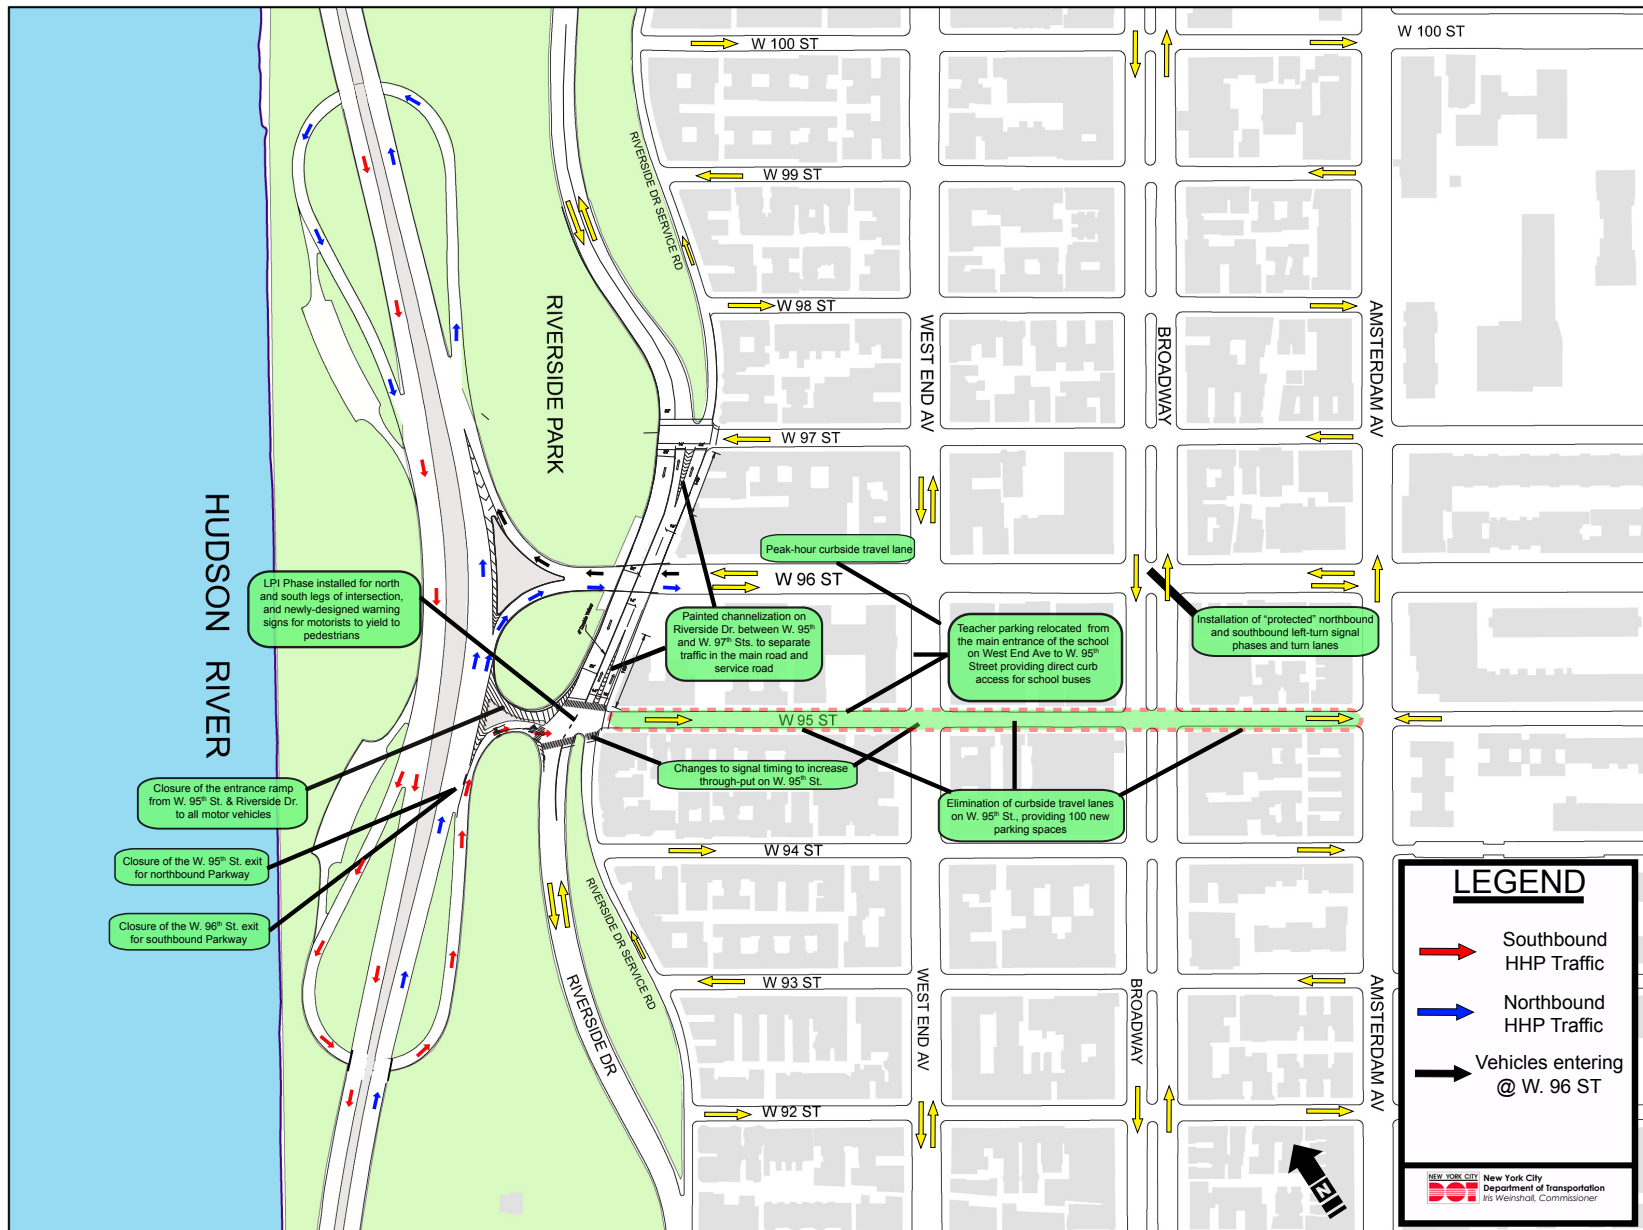 W 100 ST
W 100 ST
RIVERSIDE DR SERVICE RD
W 99 ST
W 98 ST
RIVERSIDE PARK
WEST END AV
BROADWAY
AMSTERDAM AV
W 97 ST
HUDSON RIVER
Peak-hour curbside travel lane
W 96 ST
LPI Phase installed for north
and south legs of intersection,
and newly-designed warning
signs for motorists to yield to
pedestrians
Painted channelization on
Riverside Dr. between W. 95th
and W. 97th Sts. to separate
traffic in the main road and
service road
Teacher parking relocated from
the main entrance of the school
on West End Ave to W. 95th
Street providing direct curb
access for school buses
Installation of "protected" northbound
and southbound left-turn signal
phases and turn lanes
W 95 ST
Changes to signal timing to increase
through-put on W. 95th St.
Closure of the entrance ramp
from W. 95th St. & Riverside Dr.
to all motor vehicles
Elimination of curbside travel lanes
on W. 95th St., providing 100 new
parking spaces
Closure of the W. 95th St. exit
for northbound Parkway
W 94 ST
Closure of the W. 96th St. exit
for southbound Parkway
RIVERSIDE DR SERVICE RD
RIVERSIDE DR
W 93 ST
WEST END AV
BROADWAY
AMSTERDAM AV
W 92 ST
LEGEND
Southbound
HHP Traffic
Northbound
HHP Traffic
Vehicles entering
@ W. 96 ST
N
NEW YORK CITY
DOT
New York City
Department of Transportation
Iris Weinshall, Commissioner